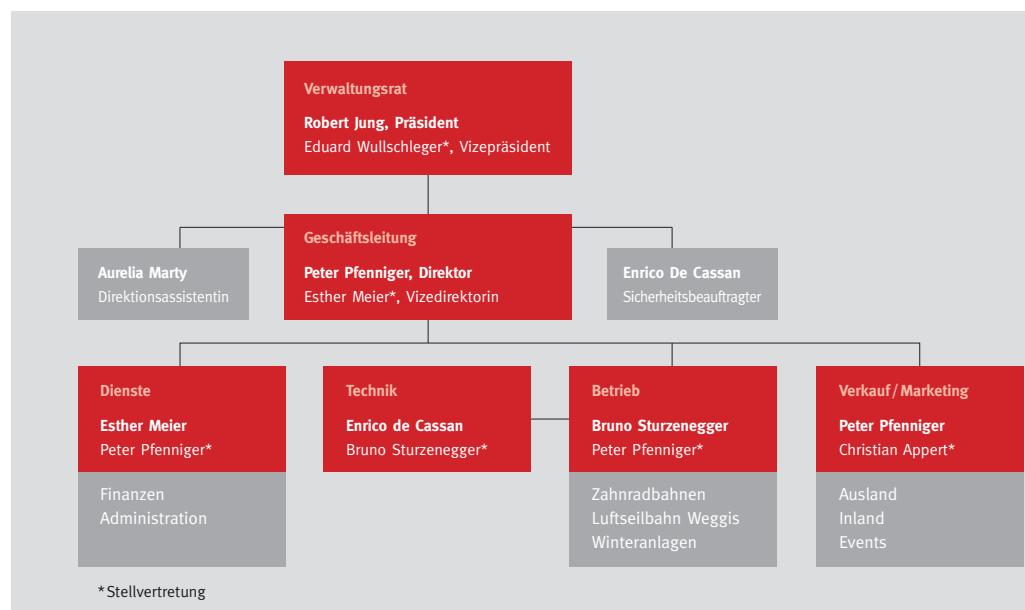 Verwaltungsrat
Robert Jung, Präsident
Eduard Wullschleger*, Vizepräsident
Geschäftsleitung
Peter Pfenniger, Direktor
Esther Meier*, Vizedirektorin
Aurelia Marty
Direktionsassistentin
Enrico De Cassan
Sicherheitsbeauftragter
Dienste
Esther Meier
Peter Pfenniger*
Finanzen
Administration
Technik
Enrico de Cassan
Bruno Sturzenegger*
Betrieb
Bruno Sturzenegger
Peter Pfenniger*
Zahnradbahnen
Luftseilbahn Weggis
Winteranlagen
Verkauf/Marketing
Peter Pfenniger
Christian Appert*
Ausland
Inland
Events
*Stellvertretung